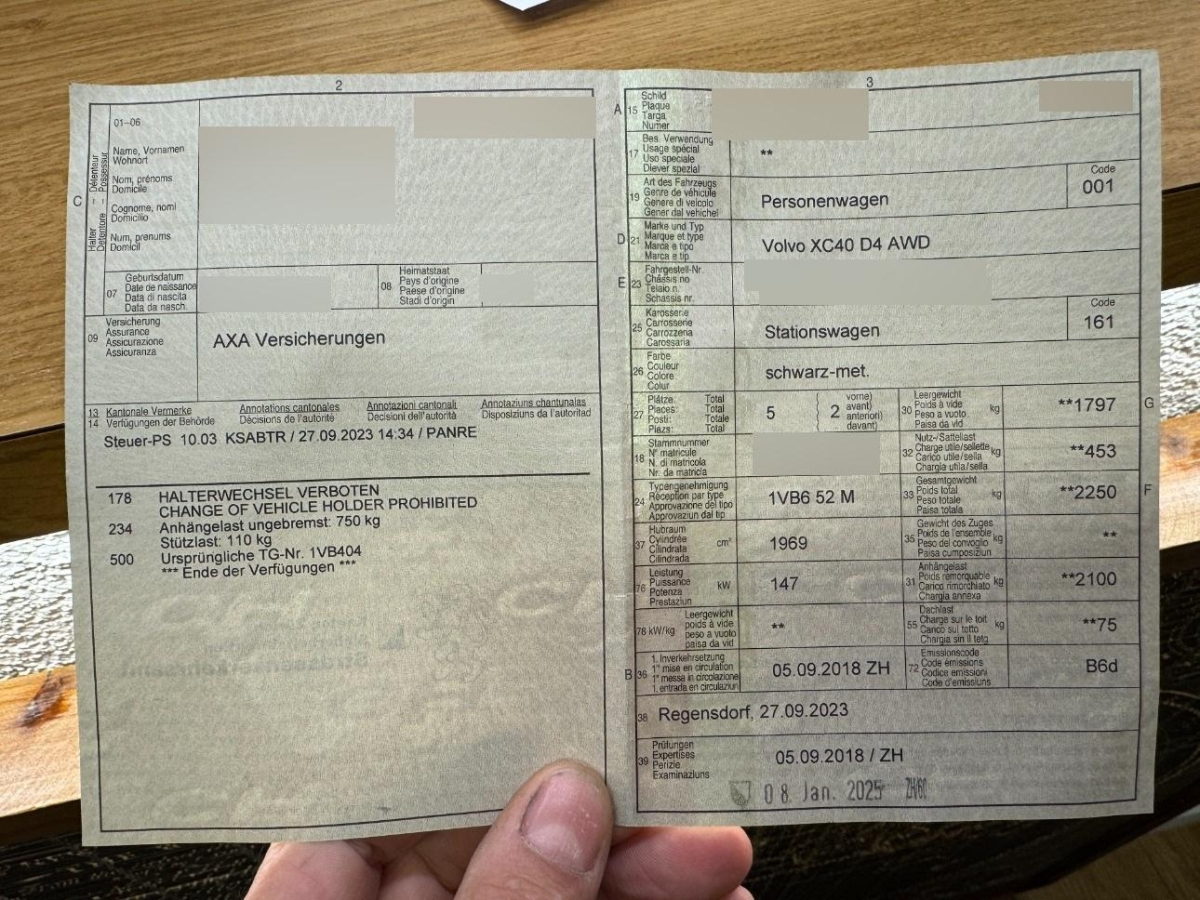 2
01-06
C
Halter – Détenteur
Detentore – Possessur
Name, Vornamen
Wohnort
Nom, prénoms
Domicile
Cognome, nomi
Domicilio
Num, prenums
Domicil
07
Geburtsdatum
Date de naissance
Data di nascita
Data da nasch.
08
Heimatstaat
Pays d'origine
Paese d'origine
Stadi d'origin
09
Versicherung
Assurance
Assicurazione
Assicuranza
AXA Versicherungen
13 Kantonale Vermerke Annotations cantonales Annotazioni cantonali Annotaziuns chantunalas
14 Verfügungen der Behörde Décisions de l'autorité Decisioni dell'autorità Disposiziuns da l'autoritad
Steuer-PS 10.03 KSABTR / 27.09.2023 14:34 / PANRE
178 HALTERWECHSEL VERBOTEN
CHANGE OF VEHICLE HOLDER PROHIBITED
234 Anhängelast ungebremst: 750 kg
Stützlast: 110 kg
500 Ursprüngliche TG-Nr. 1VB404
*** Ende der Verfügungen ***
3
A 15
Schild
Plaque
Targa
Numer
17
Bes. Verwendung
Usage spécial
Uso speciale
Diever spezial
**
19
Art des Fahrzeugs
Genre de véhicule
Genere di veicolo
Gener dal vehichel
Personenwagen
Code
001
D 21
Marke und Typ
Marque et type
Marca e tipo
Marca e tip
Volvo XC40 D4 AWD
E 23
Fahrgestell-Nr.
Châssis no
Telaio n.
Schassis nr.
25
Karosserie
Carrosserie
Carrozzeria
Carossaria
Stationswagen
Code
161
26
Farbe
Couleur
Colore
Colur
schwarz-met.
27
Plätze: Total
Places: Total
Posti: Totale
Plazs: Total
5
2
vorne)
avant)
anteriori)
davant)
30
Leergewicht
Poids à vide
Peso a vuoto
Paisa da vid
kg
**1797
G
18
Stammnummer
N° matricule
N. di matricola
Nr. da matricla
32
Nutz-/Sattellast
Charge utile/sellette
Carico utile/sella
Chargia utila/sella
kg
**453
24
Typengenehmigung
Réception par type
Approvazione del tipo
Approvaziun dal tip
1VB6 52 M
33
Gesamtgewicht
Poids total
Peso totale
Paisa totala
kg
**2250
F
37
Hubraum
Cylindrée
Cilindrata
Cilindrada
cm³
1969
35
Gewicht des Zuges
Poids de l'ensemble
Peso del convoglio
Paisa cumposiziun
kg
**
76
Leistung
Puissance
Potenza
Prestaziun
kW
147
31
Anhängelast
Poids remorquable
Carico rimorchiato
Chargia annexa
kg
**2100
78 kW/kg
Leergewicht
poids à vide
peso a vuoto
paisa da vid
**
55
Dachlast
Charge sur le toit
Carico sul tetto
Chargia sin il tetg
kg
**75
B 36
1. Inverkehrsetzung
1re mise en circulation
1a messa in circolazione
1. entrada en circulaziun
05.09.2018 ZH
72
Emissionscode
Code émissions
Codice emissioni
Code d'emissiuns
B6d
38 Regensdorf, 27.09.2023
39
Prüfungen
Expertises
Perizie
Examinaziuns
05.09.2018 / ZH
08. Jan. 2025